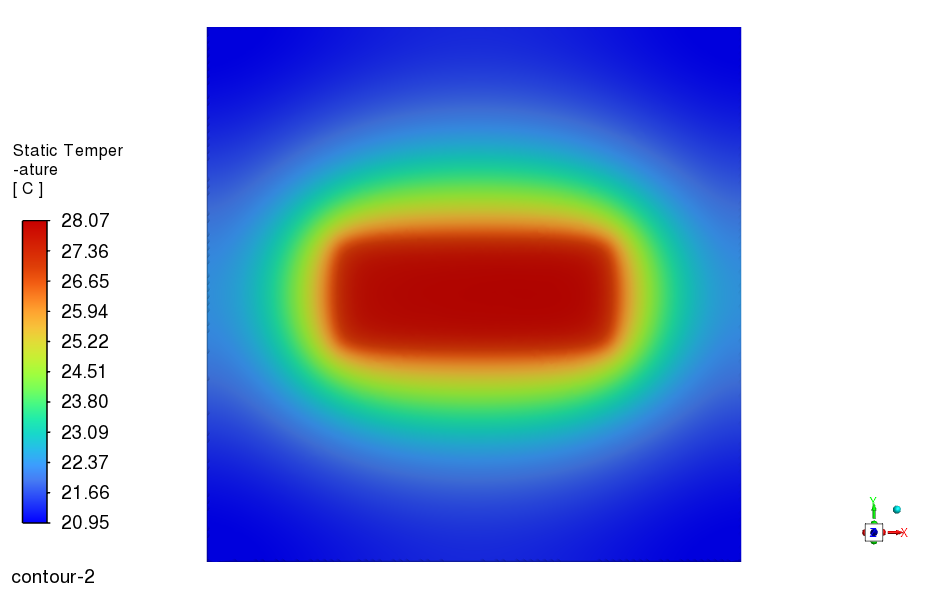 Static Temper
-ature
[ C ]
28.07
27.36
26.65
25.94
25.22
24.51
23.80
23.09
22.37
21.66
20.95
contour-2
Y
Z
X